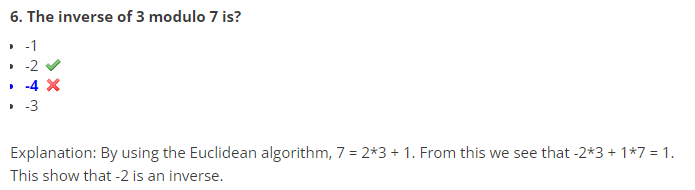 6. The inverse of 3 modulo 7 is?
-1
-2
-4
-3
Explanation: By using the Euclidean algorithm, 7 = 2*3 + 1. From this we see that -2*3 + 1*7 = 1.
This show that -2 is an inverse.